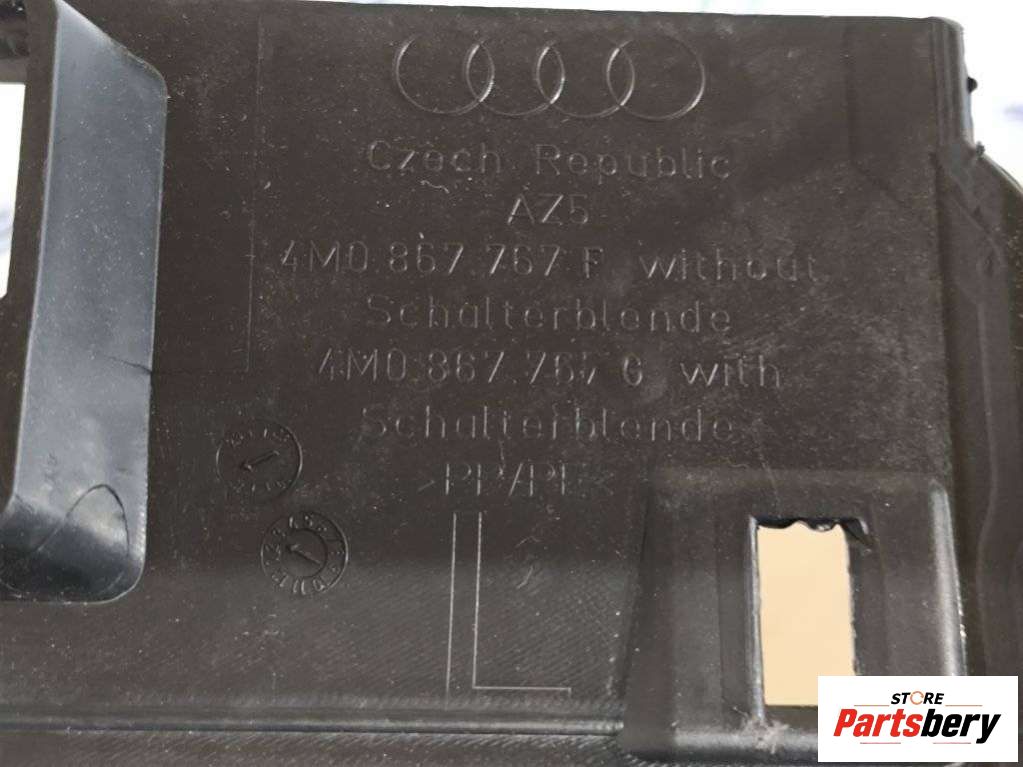 Czech Republic
AZ5
4M0.867.767.F without
Schalterblende
4M0.867.767 G with
Schalterblende
>PP/PE<
L
STORE
Partsbery